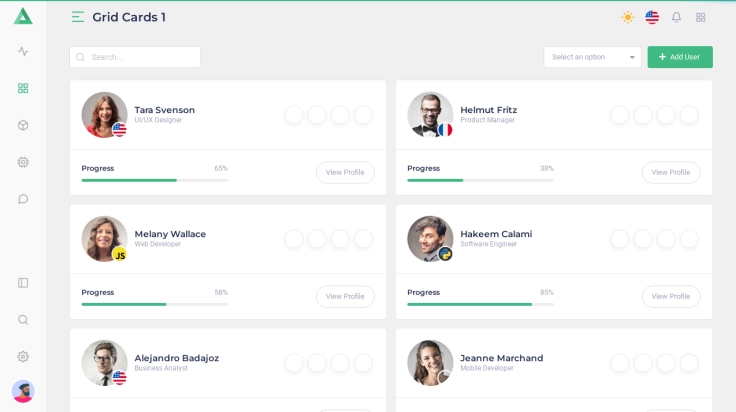 Grid Cards 1
Search...
Select an option
Add User
Tara Svenson
UI/UX Designer
Progress
65%
View Profile
Helmut Fritz
Product Manager
Progress
38%
View Profile
Melany Wallace
Web Developer
JS
Progress
58%
View Profile
Hakeem Calami
Software Engineer
Progress
85%
View Profile
Alejandro Badajoz
Business Analyst
Jeanne Marchand
Mobile Developer